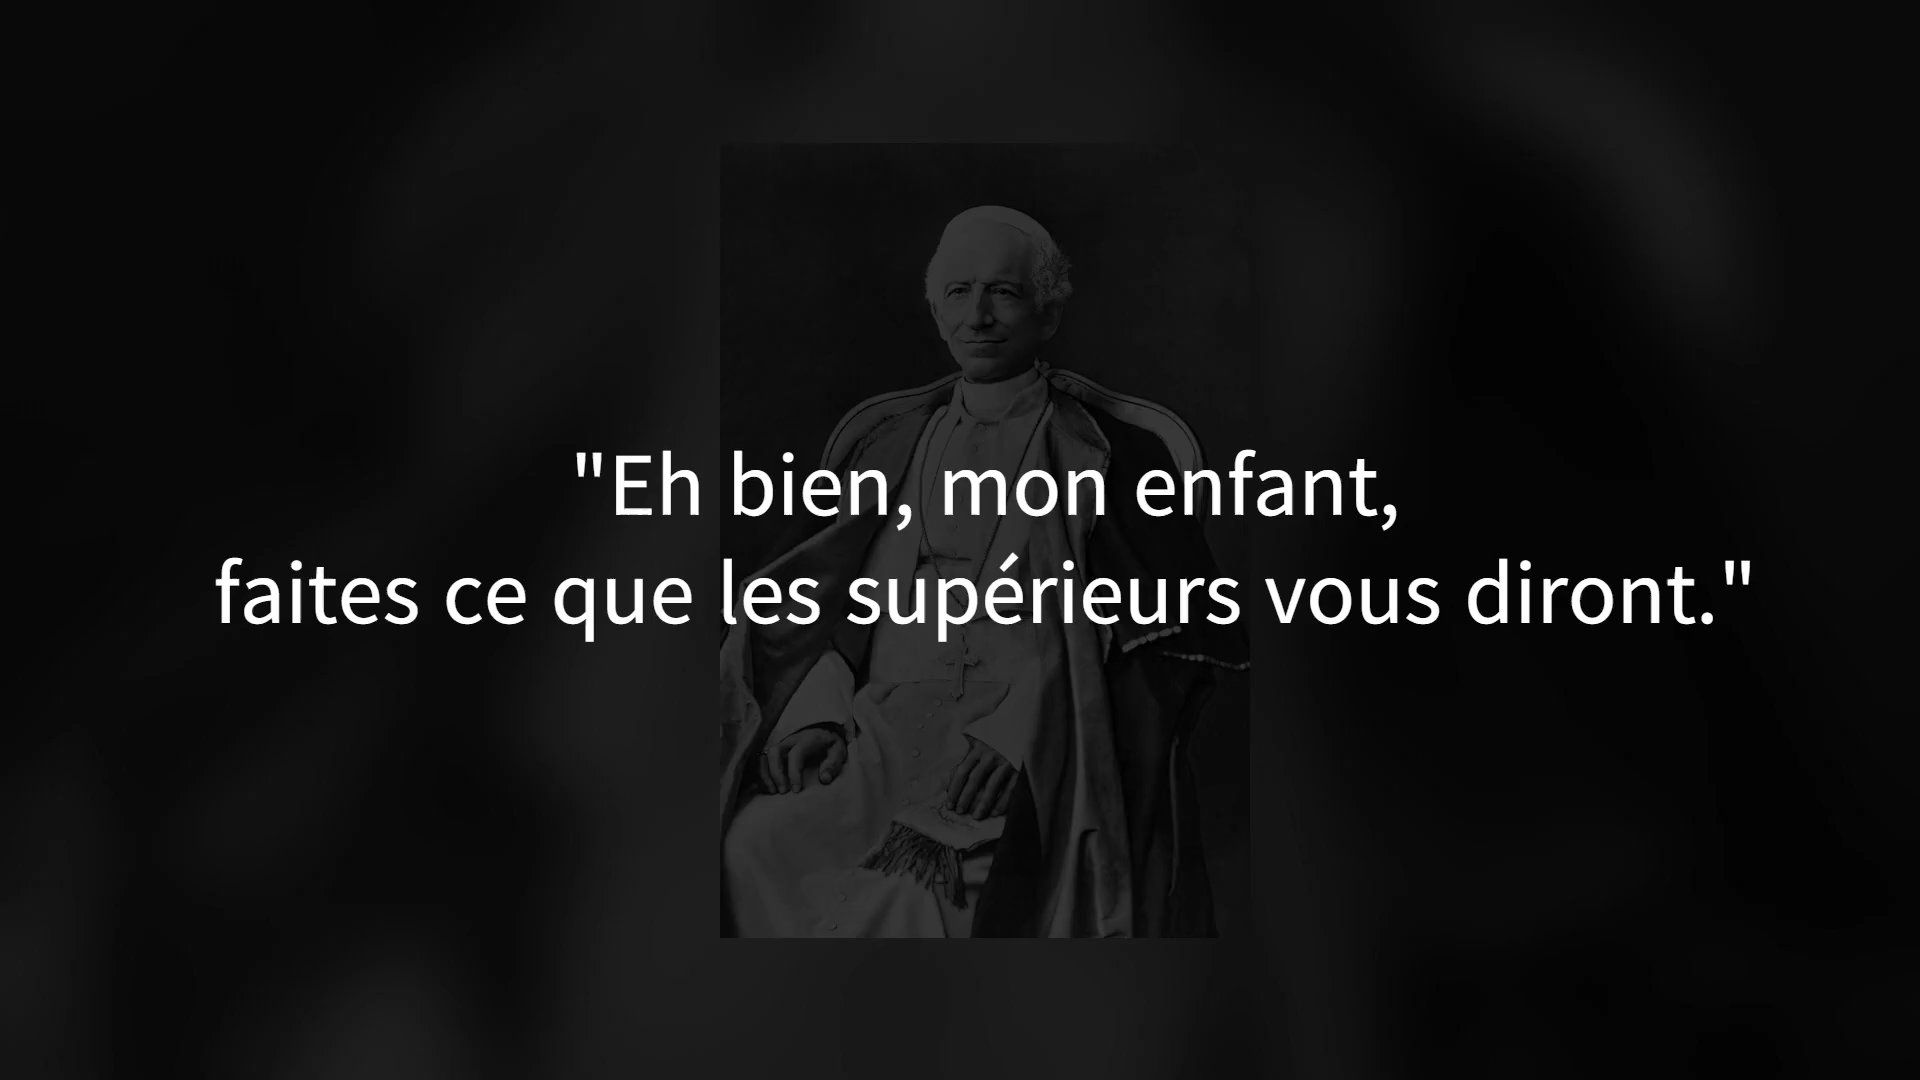 "Eh bien, mon enfant,
faites ce que les supérieurs vous diront."